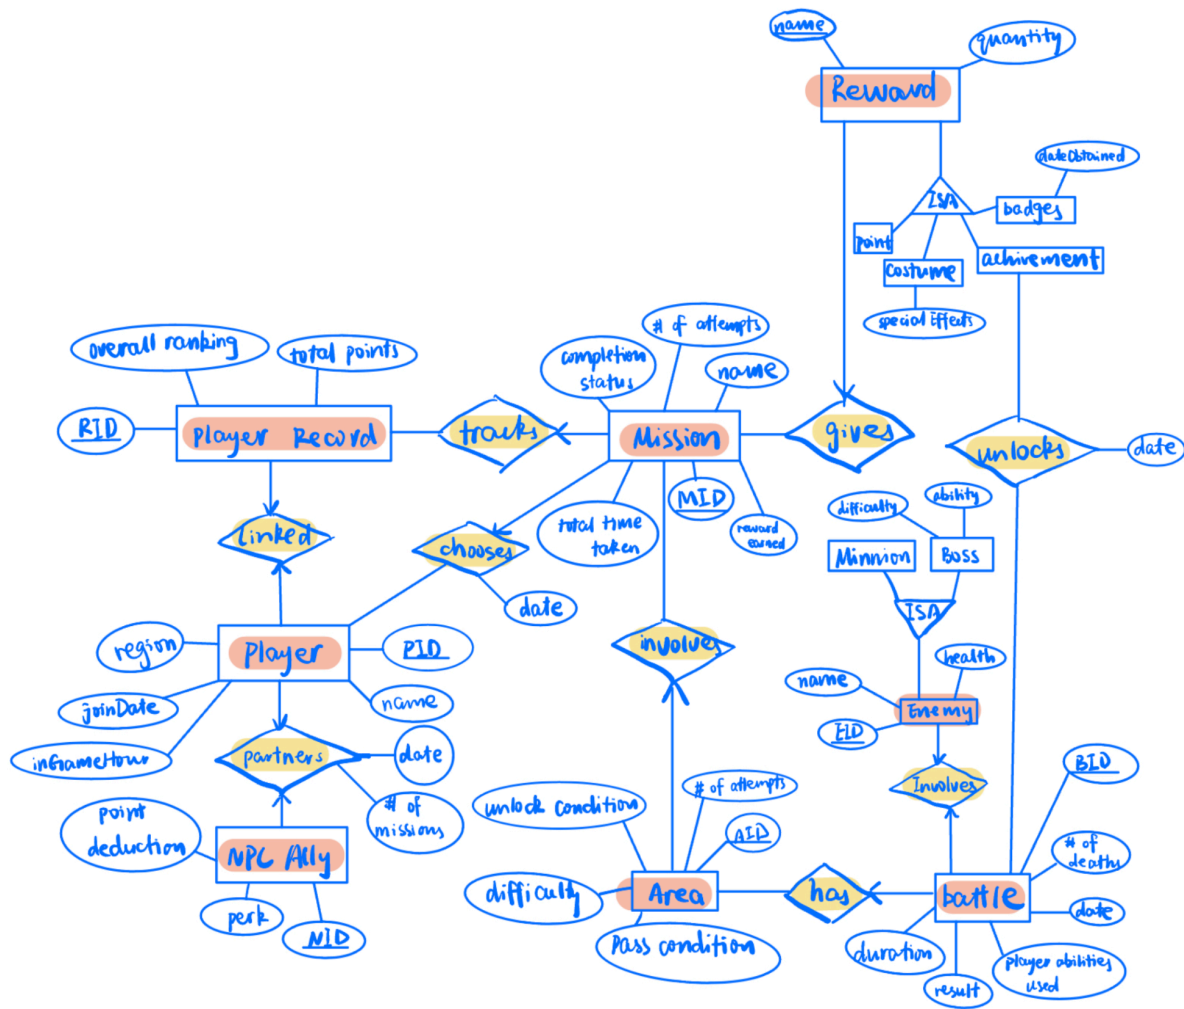 name
quantity
Reward
dateObtained
ISA
badges
point
achirement
costume
special Effects
# of attempts
completion
status
name
overall ranking
total points
RID
Player Record
tracks
Mission
gives
unlocks
date
MID
total time
taken
reward
earned
ability
difficulty
linked
chooses
Minnion
Boss
date
ISA
region
Player
PID
involves
health
name
Enemy
EID
joinDate
name
inGameHour
partners
date
BID
Involves
# of attempts
unlock condition
# of
missions
point
deduction
AID
# of
deaths
NPC Ally
difficulty
Area
has
battle
date
perk
NID
Pass condition
duration
player abilities
used
result